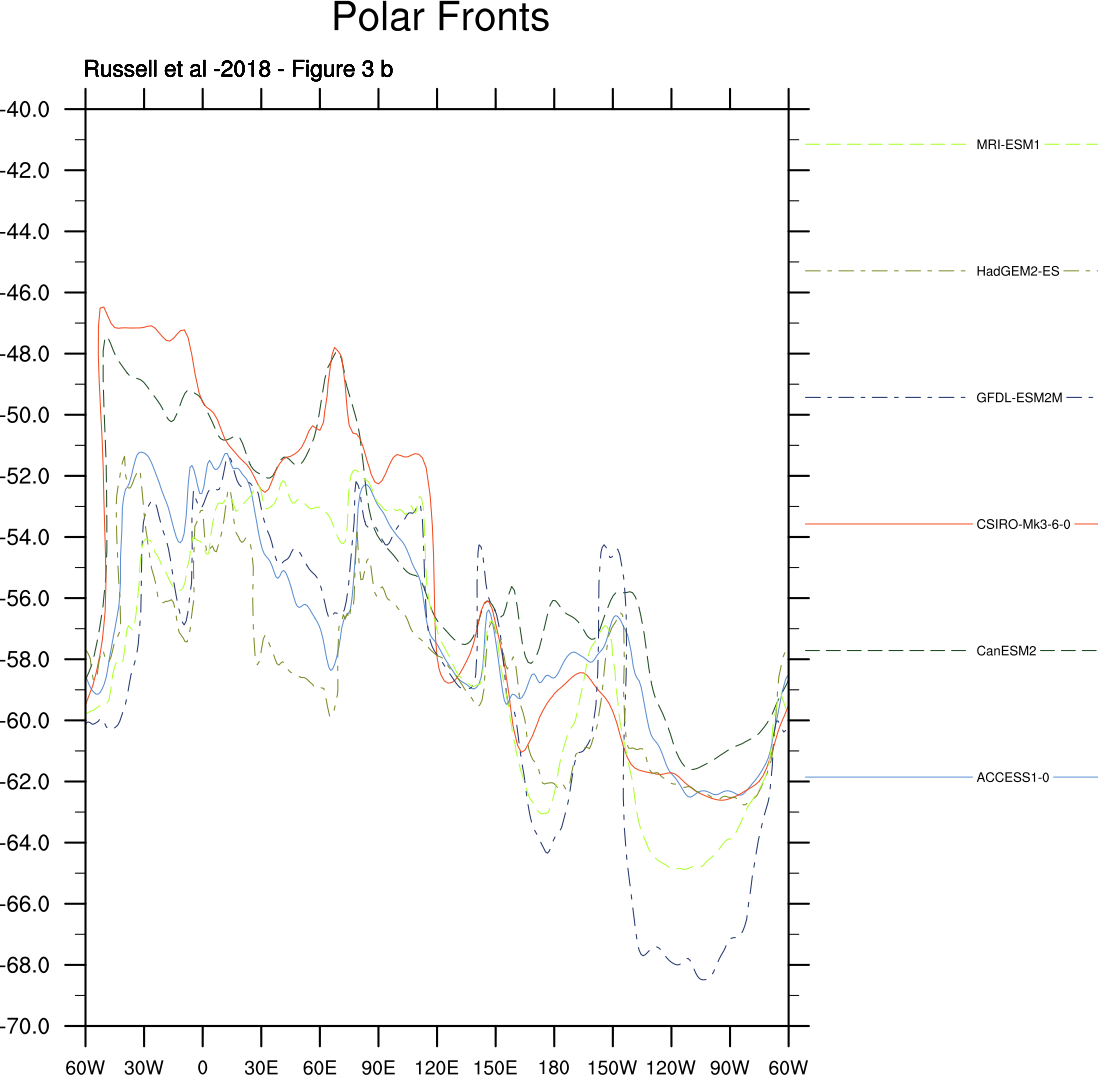 Polar Fronts
Russell et al -2018 - Figure 3 b
-40.0
-42.0
-44.0
-46.0
-48.0
-50.0
-52.0
-54.0
-56.0
-58.0
-60.0
-62.0
-64.0
-66.0
-68.0
-70.0
60W 30W 0 30E 60E 90E 120E 150E 180 150W 120W 90W 60W
MRI-ESM1
HadGEM2-ES
GFDL-ESM2M
CSIRO-Mk3-6-0
CanESM2
ACCESS1-0